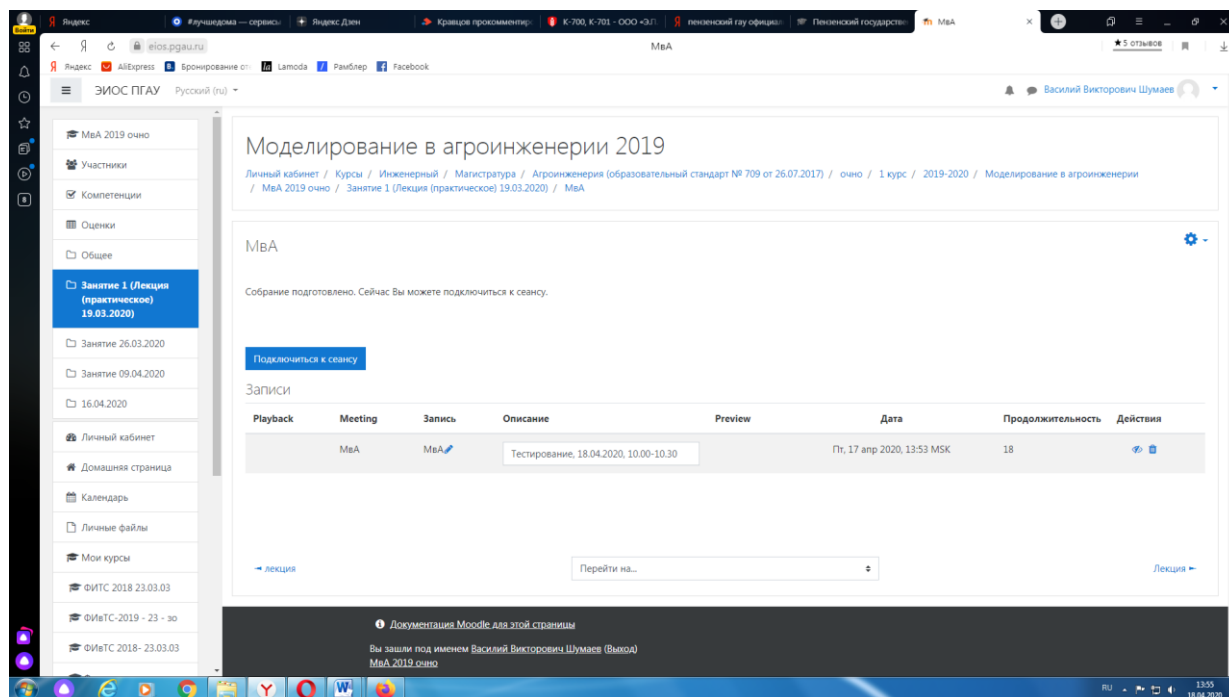 Яндекс
#лучшедома — сервисы
Яндекс Дзен
Кравцов прокомментиро
К-700, К-701 - ООО «Э.П.
пензенский гау официал
Пензенский государстве
МвА
Войти
eios.pgau.ru
МвА
★5 отзывов
Яндекс
AliExpress
Бронирование от
Lamoda
Рамблер
Facebook
ЭИОС ПГАУ Русский (ru)
Василий Викторович Шумаев
МвА 2019 очно
Участники
Компетенции
Оценки
Общее
Занятие 1 (Лекция
(практическое)
19.03.2020)
Занятие 26.03.2020
Занятие 09.04.2020
16.04.2020
Личный кабинет
Домашняя страница
Календарь
Личные файлы
Мои курсы
ФИТС 2018 23.03.03
ФИвТС-2019 - 23 - зо
ФИвТС 2018- 23.03.03
Моделирование в агроинженерии 2019
Личный кабинет / Курсы / Инженерный / Магистратура / Агроинженерия (образовательный стандарт № 709 от 26.07.2017) / очно / 1 курс / 2019-2020 / Моделирование в агроинженерии
/ МвА 2019 очно / Занятие 1 (Лекция (практическое) 19.03.2020) / МвА
МвА
Собрание подготовлено. Сейчас Вы можете подключиться к сеансу.
Подключиться к сеансу
Записи
Playback Meeting Запись Описание Preview Дата Продолжительность Действия
МвА МвА Тестирование, 18.04.2020, 10.00-10.30 Пт, 17 апр 2020, 13:53 MSK 18
лекция
Перейти на...
Лекция
Документация Moodle для этой страницы
Вы зашли под именем Василий Викторович Шумаев (Выход)
МвА 2019 очно
RU
13:55
18.04.2020